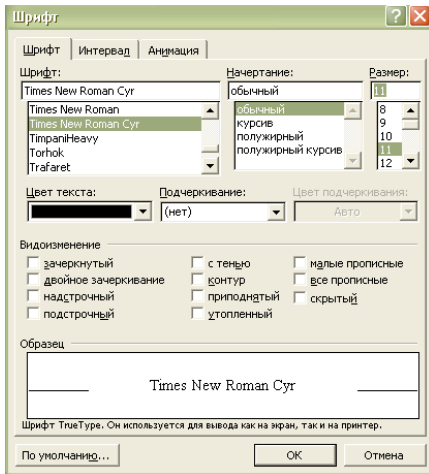 Шрифт
Шрифт Интервал Анимация
Шрифт: Начертание: Размер:
Times New Roman Cyr обычный 11
Times New Roman обычный 8
Times New Roman Cyr курсив 9
TimpaniHeavy полужирный 10
Torhok полужирный курсив 11
Trafaret 12
Цвет текста: Подчеркивание: Цвет подчеркивания:
(нет) Авто
Видоизменение
зачеркнутый с тенью малые прописные
двойное зачеркивание контур все прописные
надстрочный приподнятый скрытый
подстрочный утопленный
Образец
Times New Roman Cyr
Шрифт TrueType. Он используется для вывода как на экран, так и на принтер.
По умолчанию... ОК Отмена